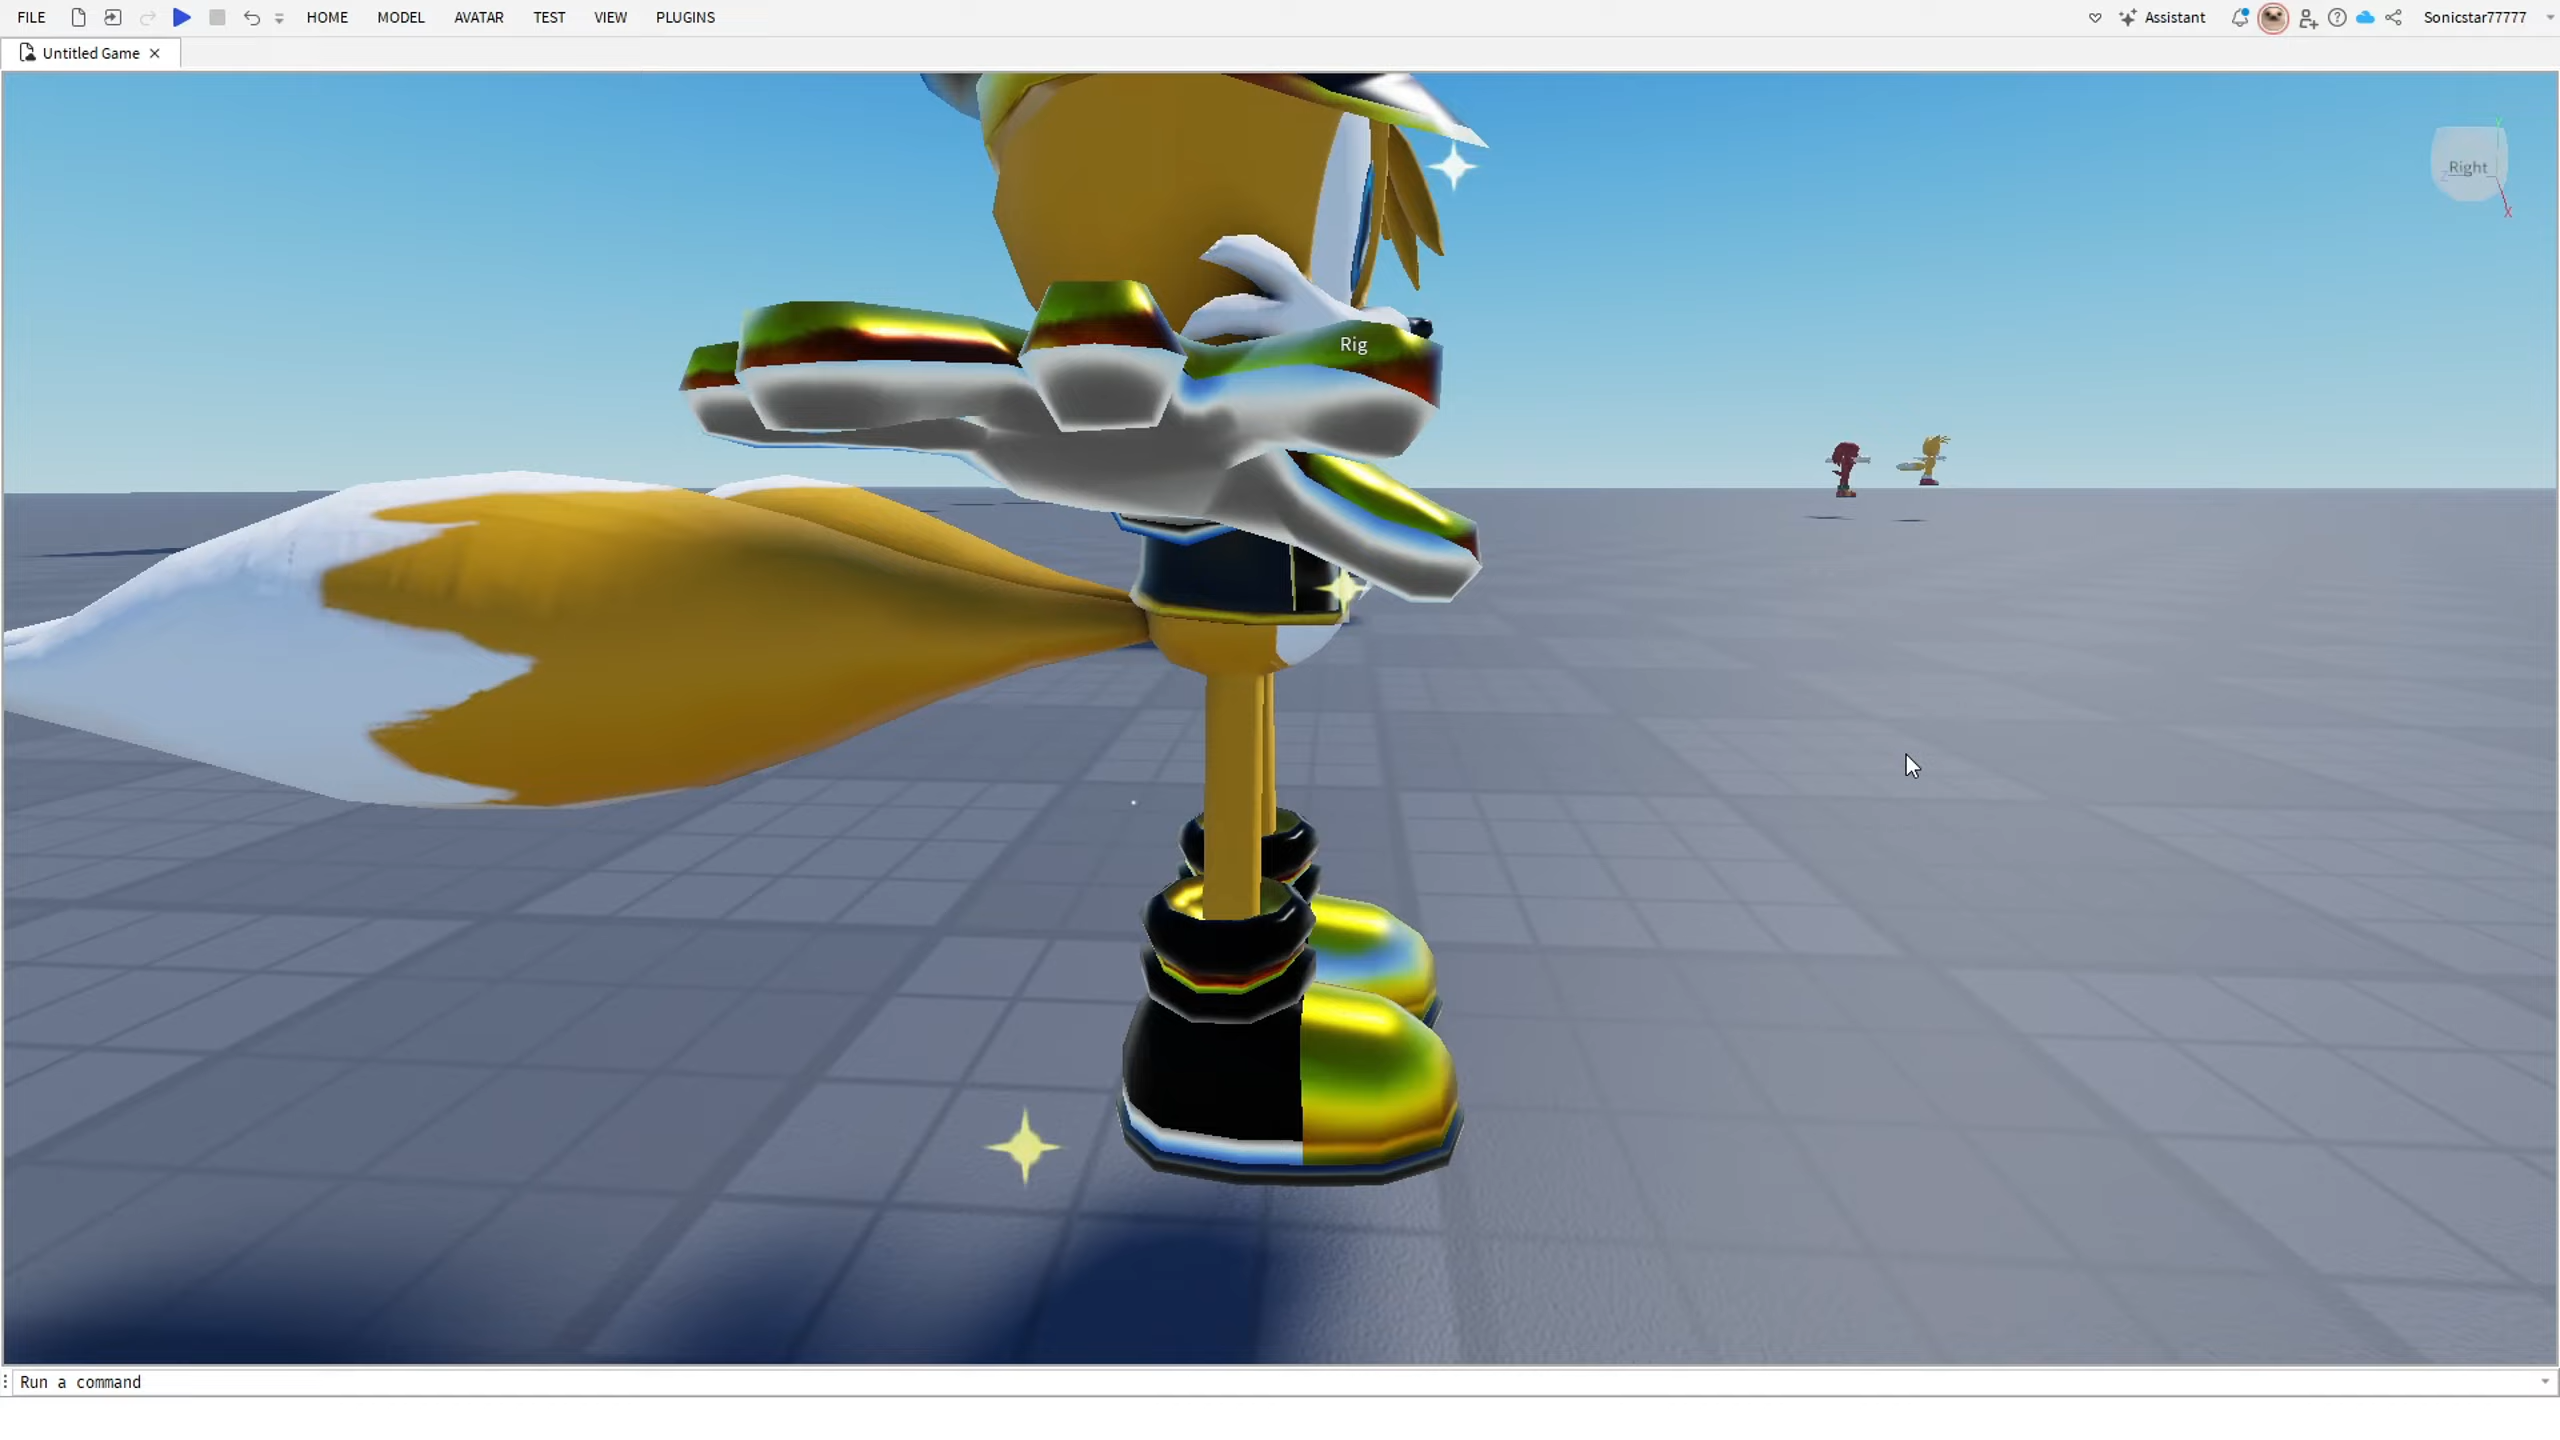 FILE HOME MODEL AVATAR TEST VIEW PLUGINS Assistant Sonicstar77777
Untitled Game
Right
Y
Z
X
Rig
Run a command